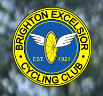 BRIGHTON EXCELSIOR
EST. 1921
CYCLING CLUB